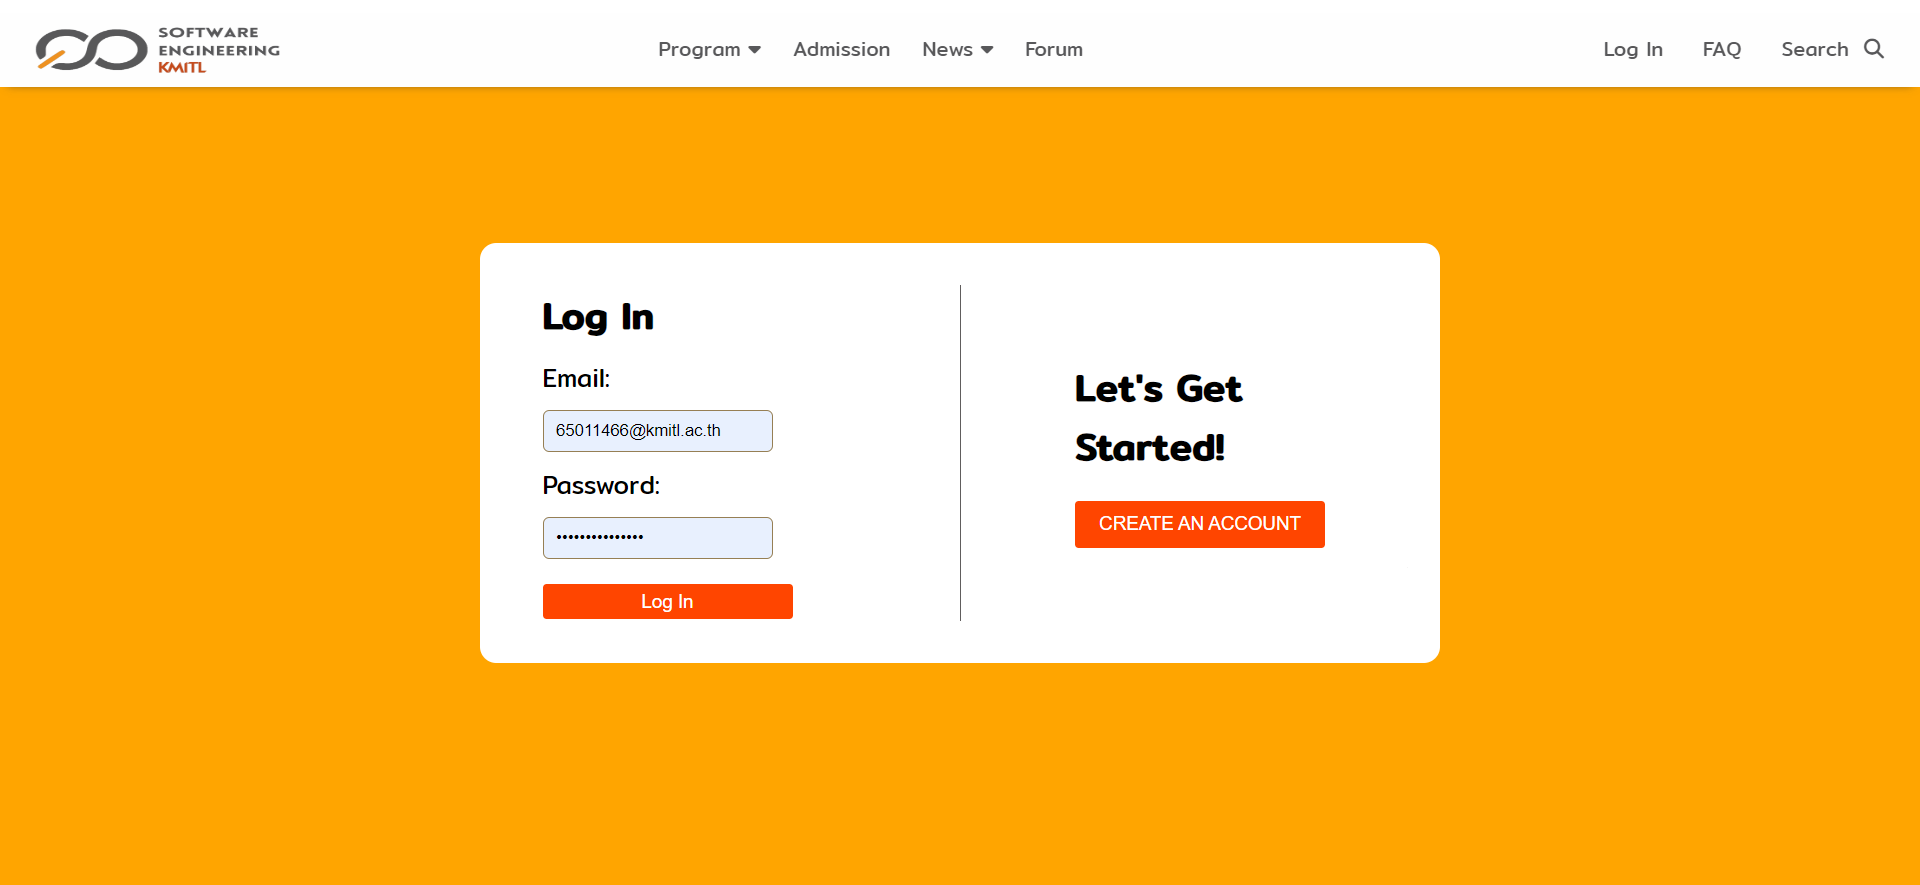 SOFTWARE
ENGINEERING
KMITL
Program Admission News Forum
Log In FAQ Search
Log In
Email:
65011466@kmitl.ac.th
Password:
•••••••••••••••
Log In
Let's Get
Started!
CREATE AN ACCOUNT